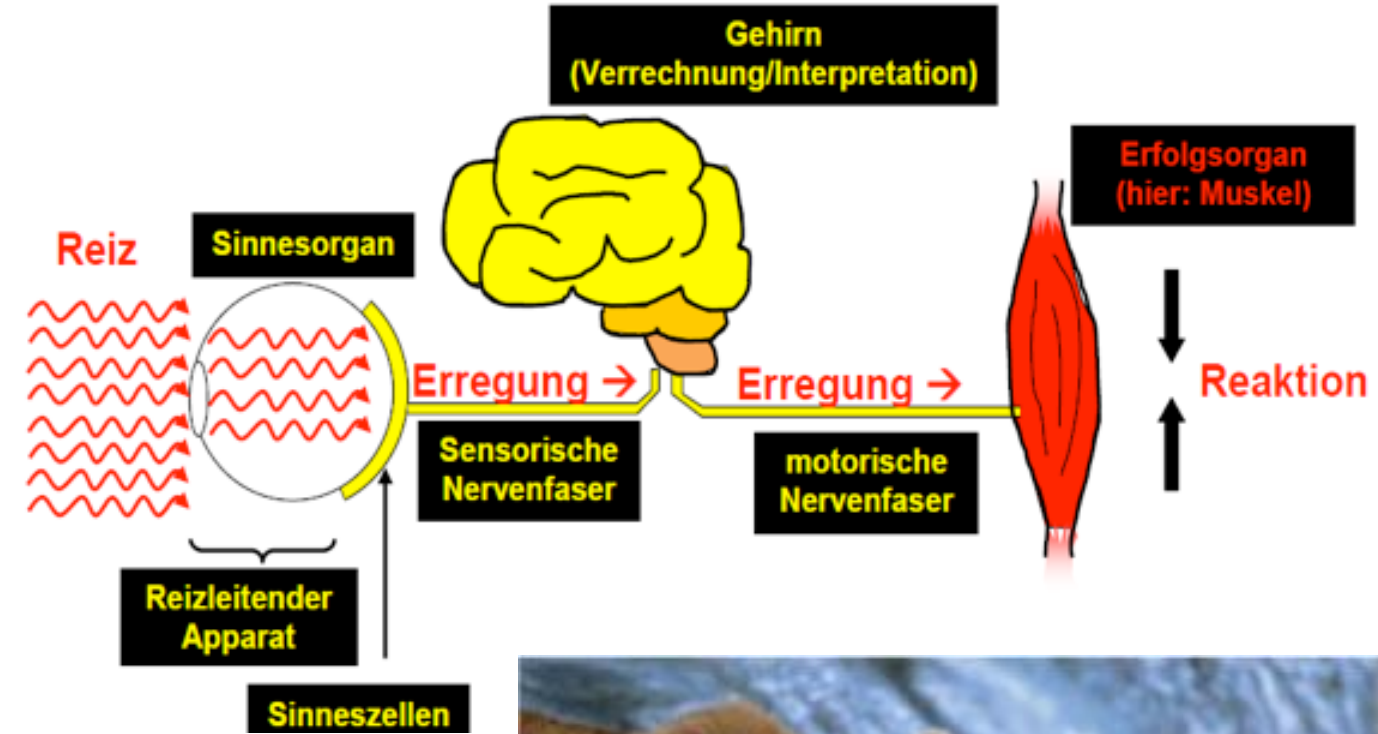 Gehirn
(Verrechnung/Interpretation)
Erfolgsorgan
(hier: Muskel)
Reiz
Sinnesorgan
Erregung →
Erregung →
Reaktion
Sensorische
Nervenfaser
motorische
Nervenfaser
Reizleitender
Apparat
Sinneszellen